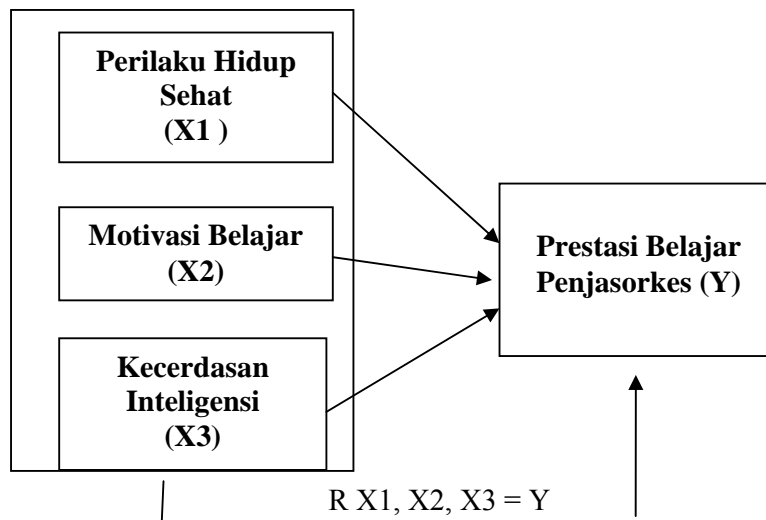 Perilaku Hidup
Sehat
(X1 )
Motivasi Belajar
(X2)
Kecerdasan
Inteligensi
(X3)
Prestasi Belajar
Penjasorkes (Y)
R X1, X2, X3 = Y